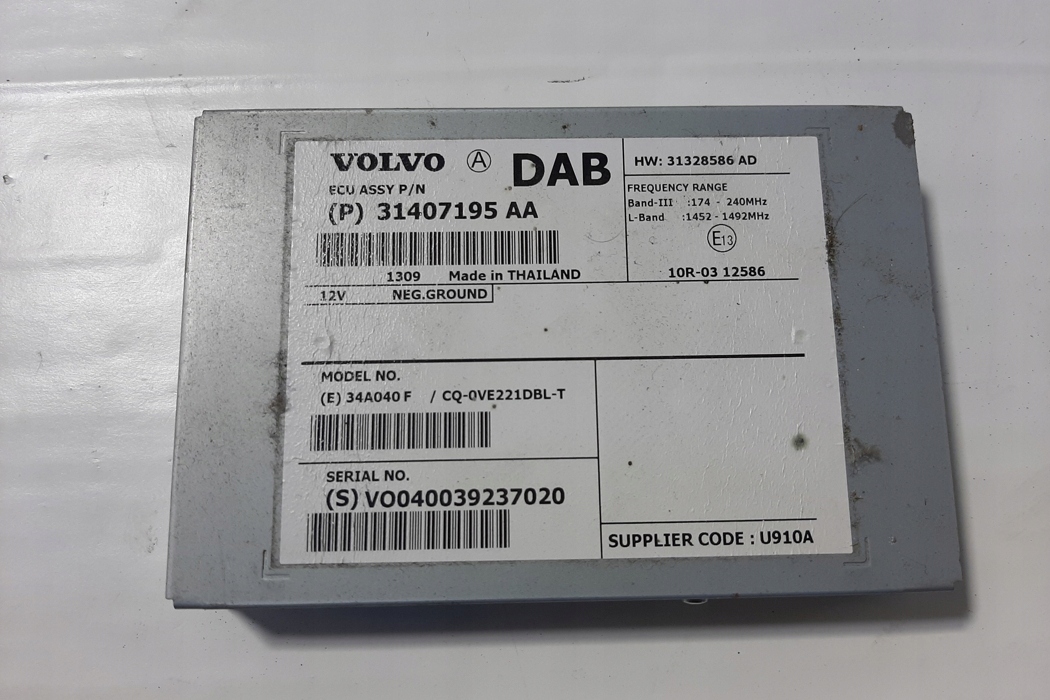 VOLVO Ⓐ DAB
ECU ASSY P/N
(P) 31407195 AA
1309 Made in THAILAND
HW: 31328586 AD
FREQUENCY RANGE
Band-III :174 - 240MHz
L-Band :1452 - 1492MHz
E13
10R-03 12586
12V NEG.GROUND
MODEL NO.
(E) 34A040 F / CQ-0VE221DBL-T
SERIAL NO.
(S) VO040039237020
SUPPLIER CODE : U910A